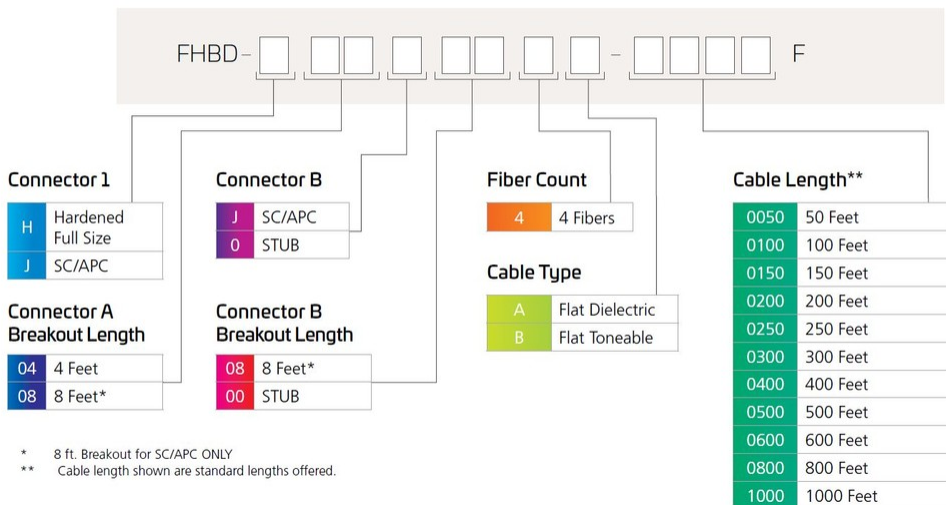 FHBD- – F
Connector 1
H Hardened
Full Size
J SC/APC
Connector A
Breakout Length
04 4 Feet
08 8 Feet*
Connector B
J SC/APC
0 STUB
Connector B
Breakout Length
08 8 Feet*
00 STUB
Fiber Count
4 4 Fibers
Cable Type
A Flat Dielectric
B Flat Toneable
Cable Length**
0050 50 Feet
0100 100 Feet
0150 150 Feet
0200 200 Feet
0250 250 Feet
0300 300 Feet
0400 400 Feet
0500 500 Feet
0600 600 Feet
0800 800 Feet
1000 1000 Feet
* 8 ft. Breakout for SC/APC ONLY
** Cable length shown are standard lengths offered.